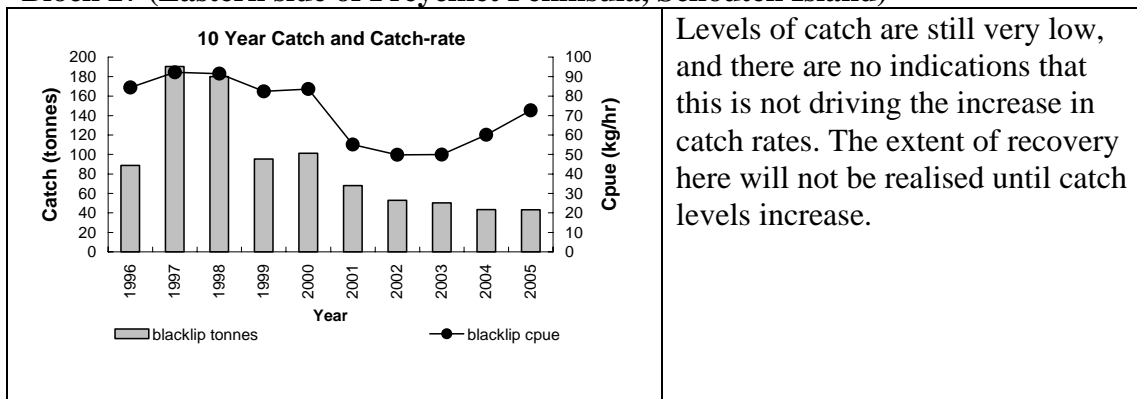 10 Year Catch and Catch-rate
200
180
160
140
120
100
80
60
40
20
0
Catch (tonnes)
100
90
80
70
60
50
40
30
20
10
0
Cpue (kg/hr)
1996
1997
1998
1999
2000
2001
2002
2003
2004
2005
Year
blacklip tonnes
blacklip cpue
Levels of catch are still very low,
and there are no indications that
this is not driving the increase in
catch rates. The extent of recovery
here will not be realised until catch
levels increase.